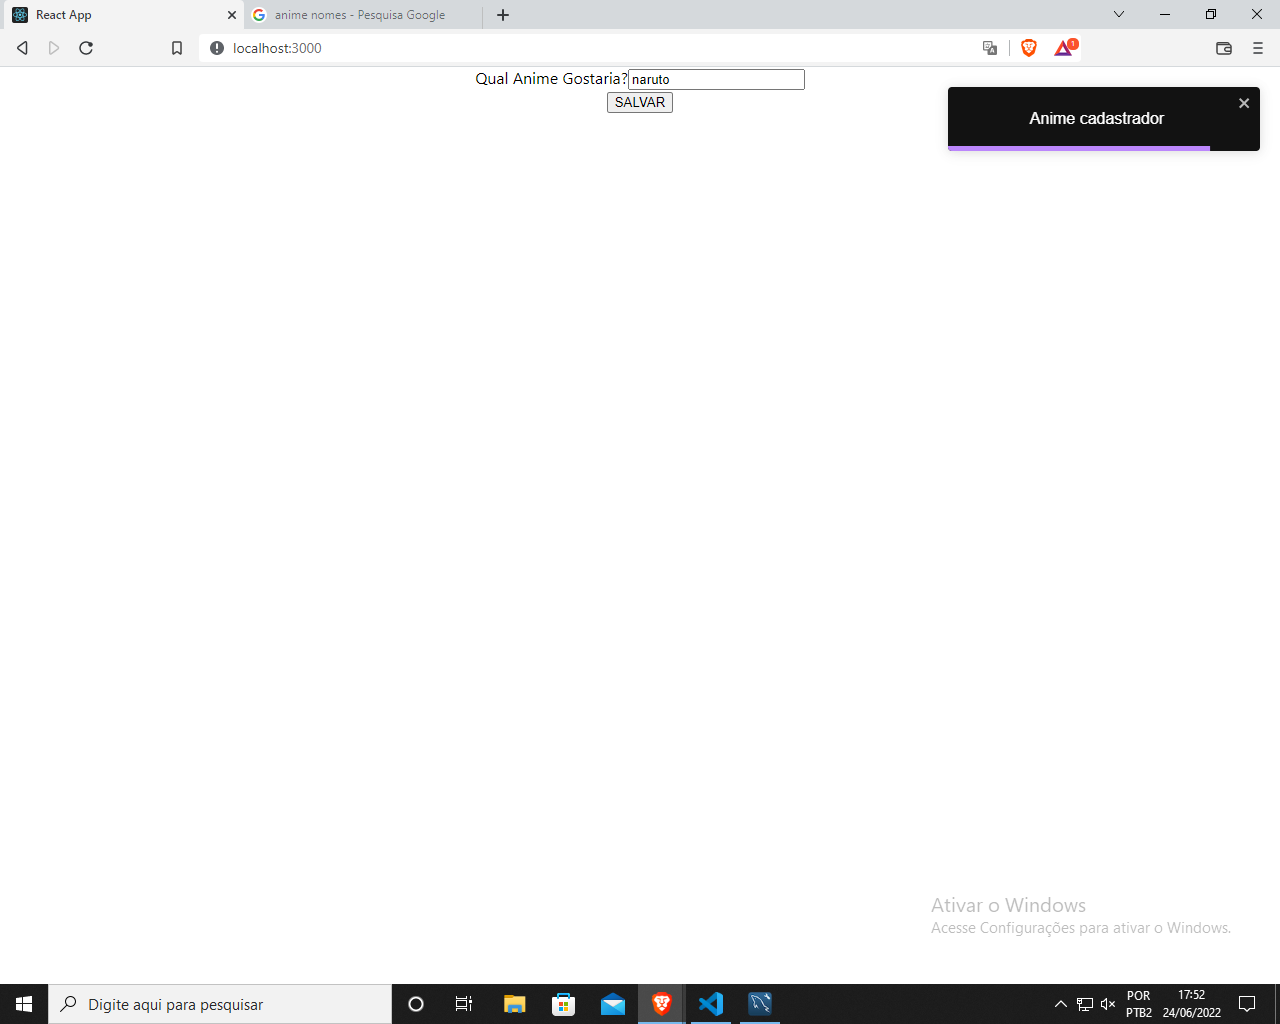 React App
anime nomes - Pesquisa Google
localhost:3000
1
Qual Anime Gostaria?
naruto
SALVAR
Anime cadastrador
Ativar o Windows
Acesse Configurações para ativar o Windows.
Digite aqui para pesquisar
POR
PTB2
17:52
24/06/2022